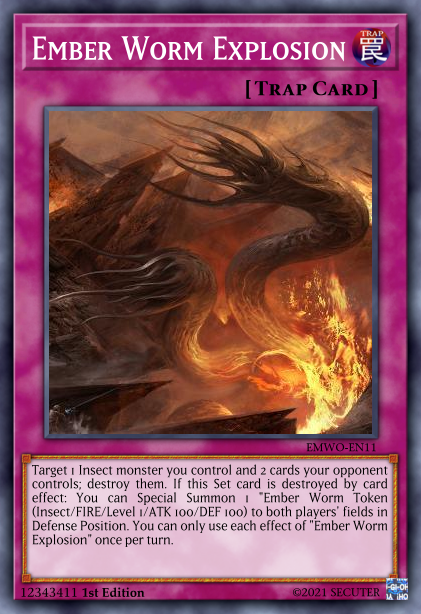 EMBER WORM EXPLOSION
TRAP
罠
[TRAP CARD]
EMWO-EN11
Target 1 Insect monster you control and 2 cards your opponent
controls; destroy them. If this Set card is destroyed by card
effect: You can Special Summon 1 "Ember Worm Token
(Insect/FIRE/Level 1/ATK 100/DEF 100) to both players' fields in
Defense Position. You can only use each effect of "Ember Worm
Explosion" once per turn.
12343411 1st Edition
©2021 SECUTER